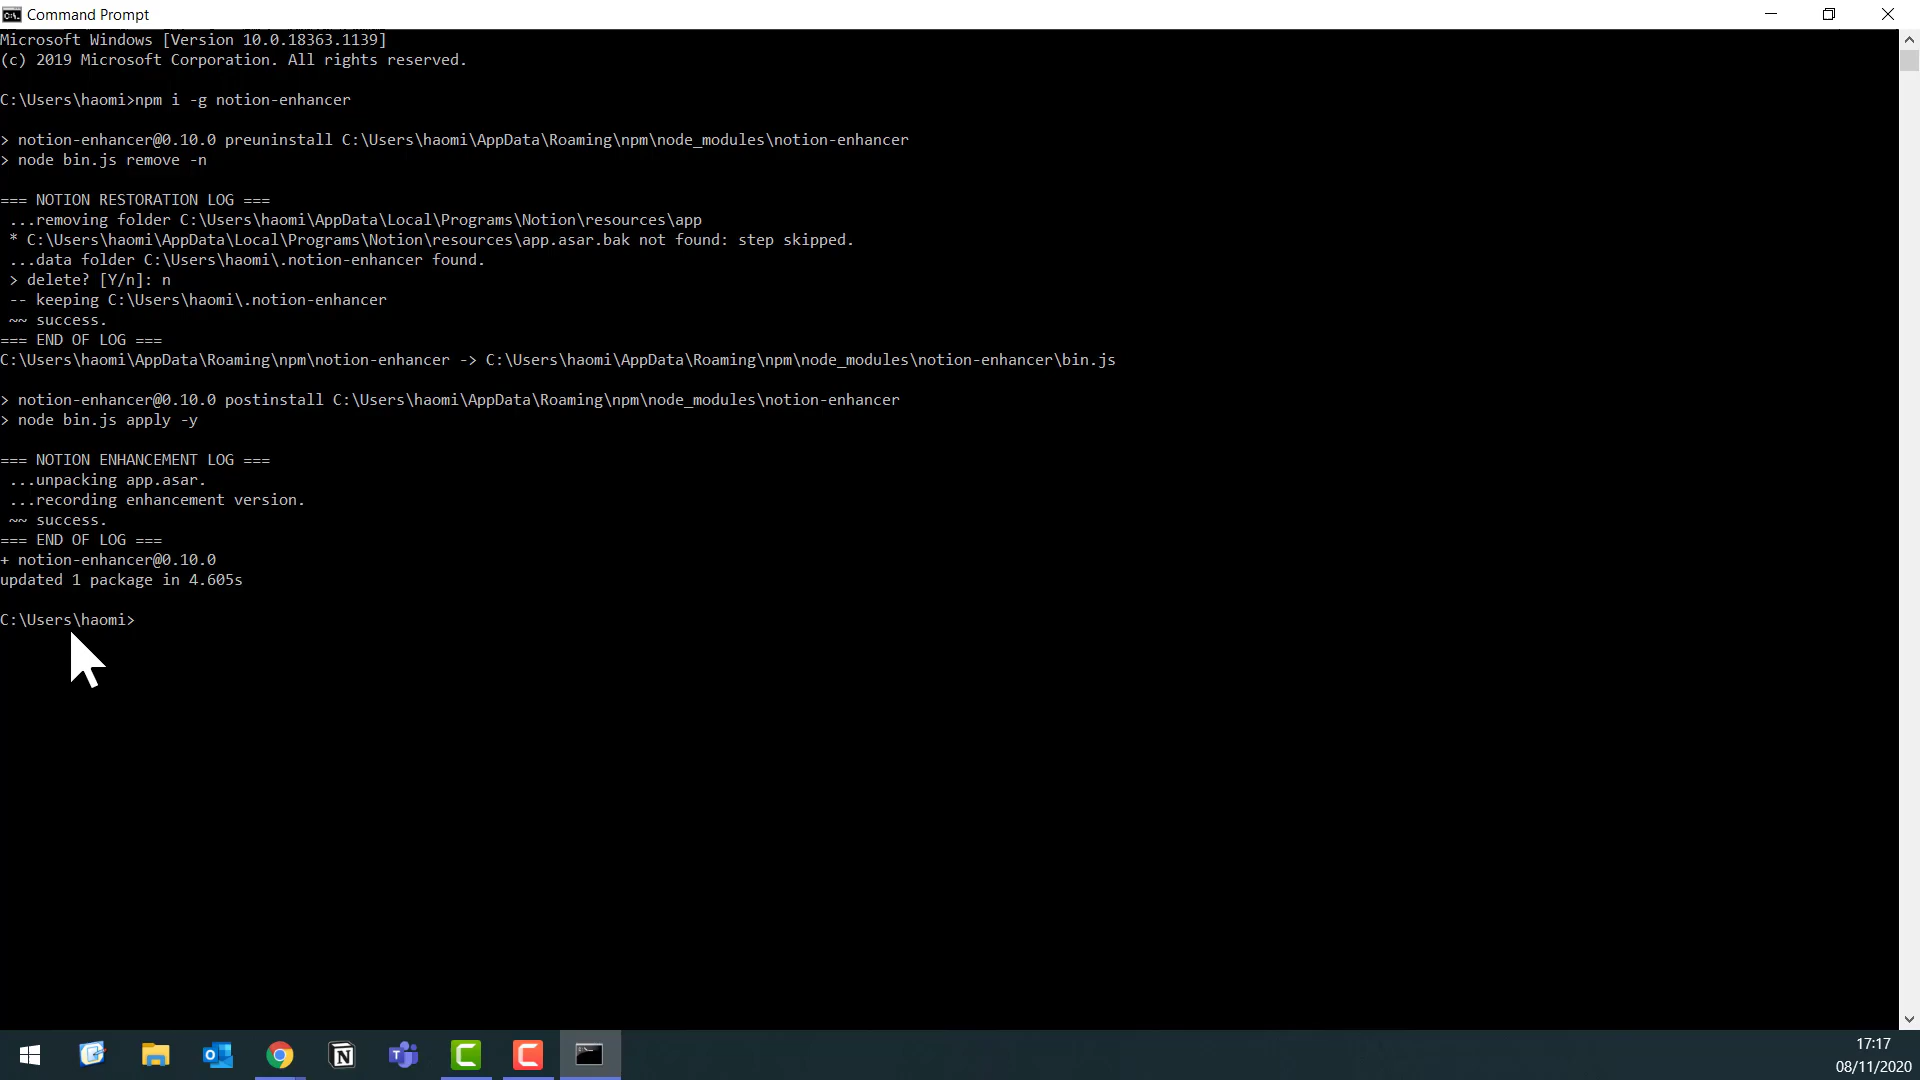 Command Prompt
Microsoft Windows [Version 10.0.18363.1139]
(c) 2019 Microsoft Corporation. All rights reserved.
C:\Users\haomi>npm i -g notion-enhancer
> notion-enhancer@0.10.0 preuninstall C:\Users\haomi\AppData\Roaming\npm\node_modules\notion-enhancer
> node bin.js remove -n
=== NOTION RESTORATION LOG ===
...removing folder C:\Users\haomi\AppData\Local\Programs\Notion\resources\app
* C:\Users\haomi\AppData\Local\Programs\Notion\resources\app.asar.bak not found: step skipped.
...data folder C:\Users\haomi\.notion-enhancer found.
> delete? [Y/n]: n
-- keeping C:\Users\haomi\.notion-enhancer
~~ success.
=== END OF LOG ===
C:\Users\haomi\AppData\Roaming\npm\notion-enhancer -> C:\Users\haomi\AppData\Roaming\npm\node_modules\notion-enhancer\bin.js
> notion-enhancer@0.10.0 postinstall C:\Users\haomi\AppData\Roaming\npm\node_modules\notion-enhancer
> node bin.js apply -y
=== NOTION ENHANCEMENT LOG ===
...unpacking app.asar.
...recording enhancement version.
~~ success.
=== END OF LOG ===
+ notion-enhancer@0.10.0
updated 1 package in 4.605s
C:\Users\haomi>
17:17
08/11/2020